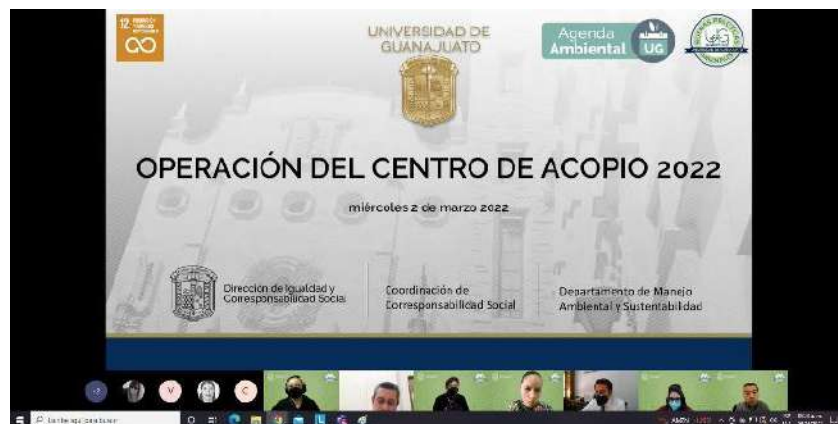 12
UNIVERSIDAD DE
GUANAJUATO
Agenda
Ambiental UG
OPERACIÓN DEL CENTRO DE ACOPIO 2022
miércoles 2 de marzo 2022
Dirección de Igualdad y
Corresponsabilidad Social
Coordinación de
Corresponsabilidad Social
Departamento de Manejo
Ambiental y Sustentabilidad
V
C